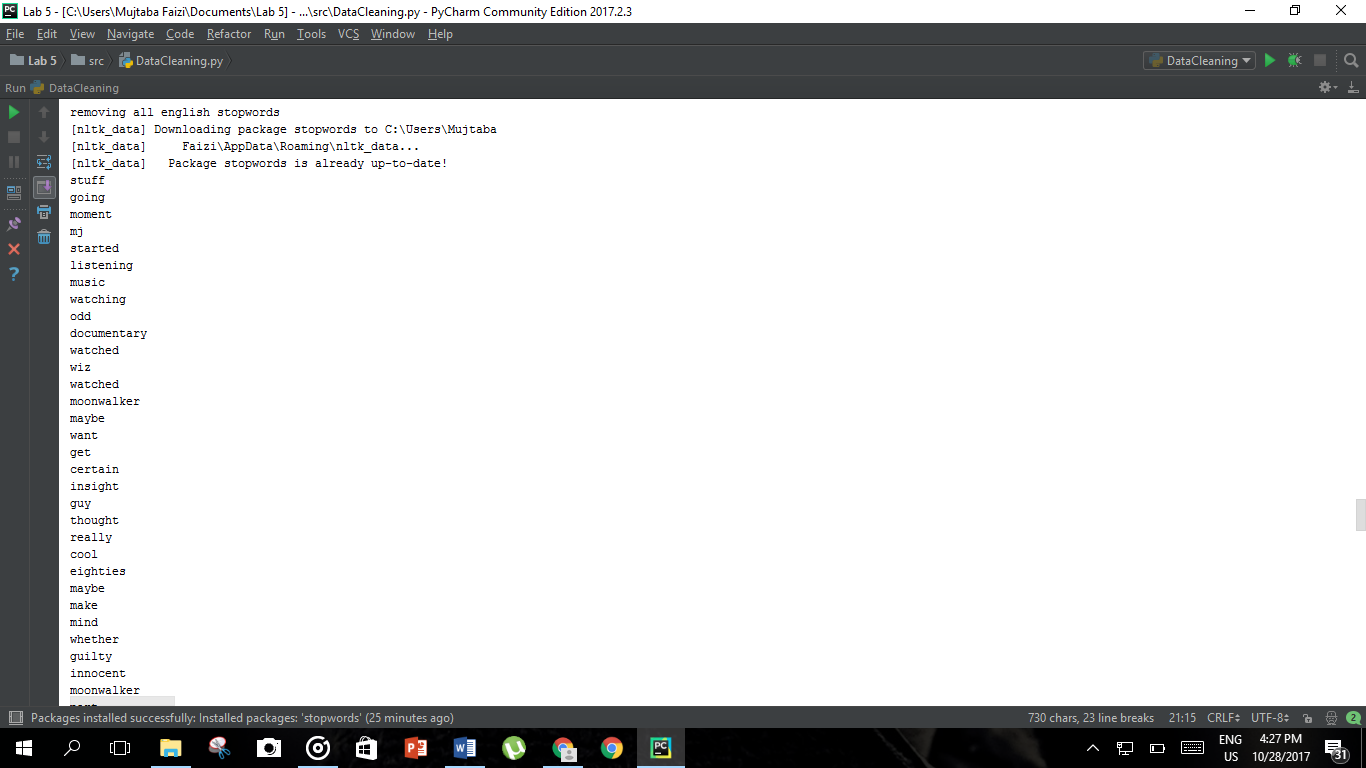 Lab 5 - [C:\Users\Mujtaba Faizi\Documents\Lab 5] - ...\src\DataCleaning.py - PyCharm Community Edition 2017.2.3
File Edit View Navigate Code Refactor Run Tools VCS Window Help
Lab 5 src DataCleaning.py DataCleaning
Run DataCleaning
removing all english stopwords
[nltk_data] Downloading package stopwords to C:\Users\Mujtaba
[nltk_data]     Faizi\AppData\Roaming\nltk_data...
[nltk_data]   Package stopwords is already up-to-date!
stuff
going
moment
mj
started
listening
music
watching
odd
documentary
watched
wiz
watched
moonwalker
maybe
want
get
certain
insight
guy
thought
really
cool
eighties
maybe
make
mind
whether
guilty
innocent
moonwalker
Packages installed successfully: Installed packages: 'stopwords' (25 minutes ago) 730 chars, 23 line breaks 21:15 CRLF UTF-8 2
ENG 4:27 PM
US 10/28/2017 31